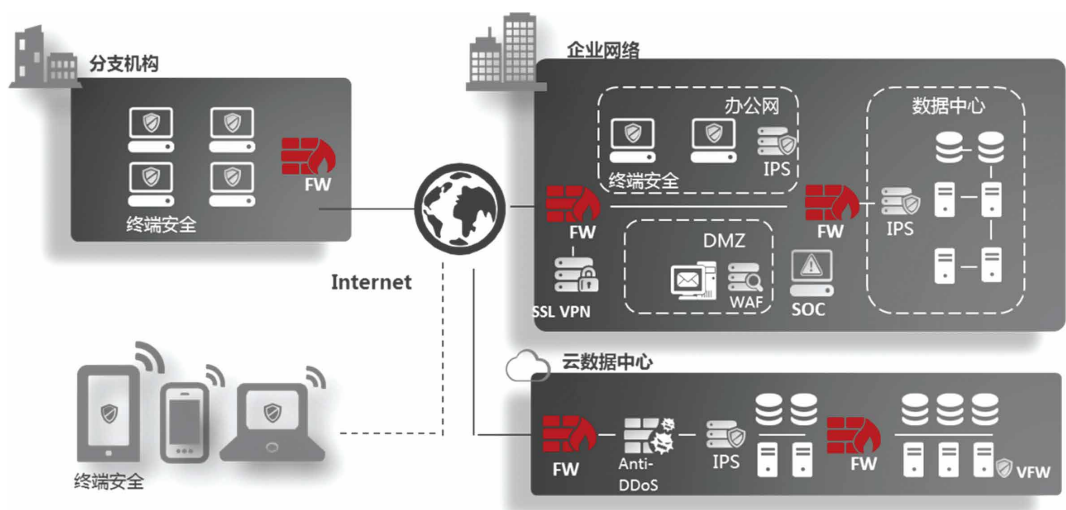 分支机构
FW
终端安全
Internet
终端安全
企业网络
办公网
终端安全
IPS
数据中心
IPS
FW
FW
SSL VPN
DMZ
WAF
SOC
云数据中心
FW
Anti-
DDoS
IPS
FW
VFW